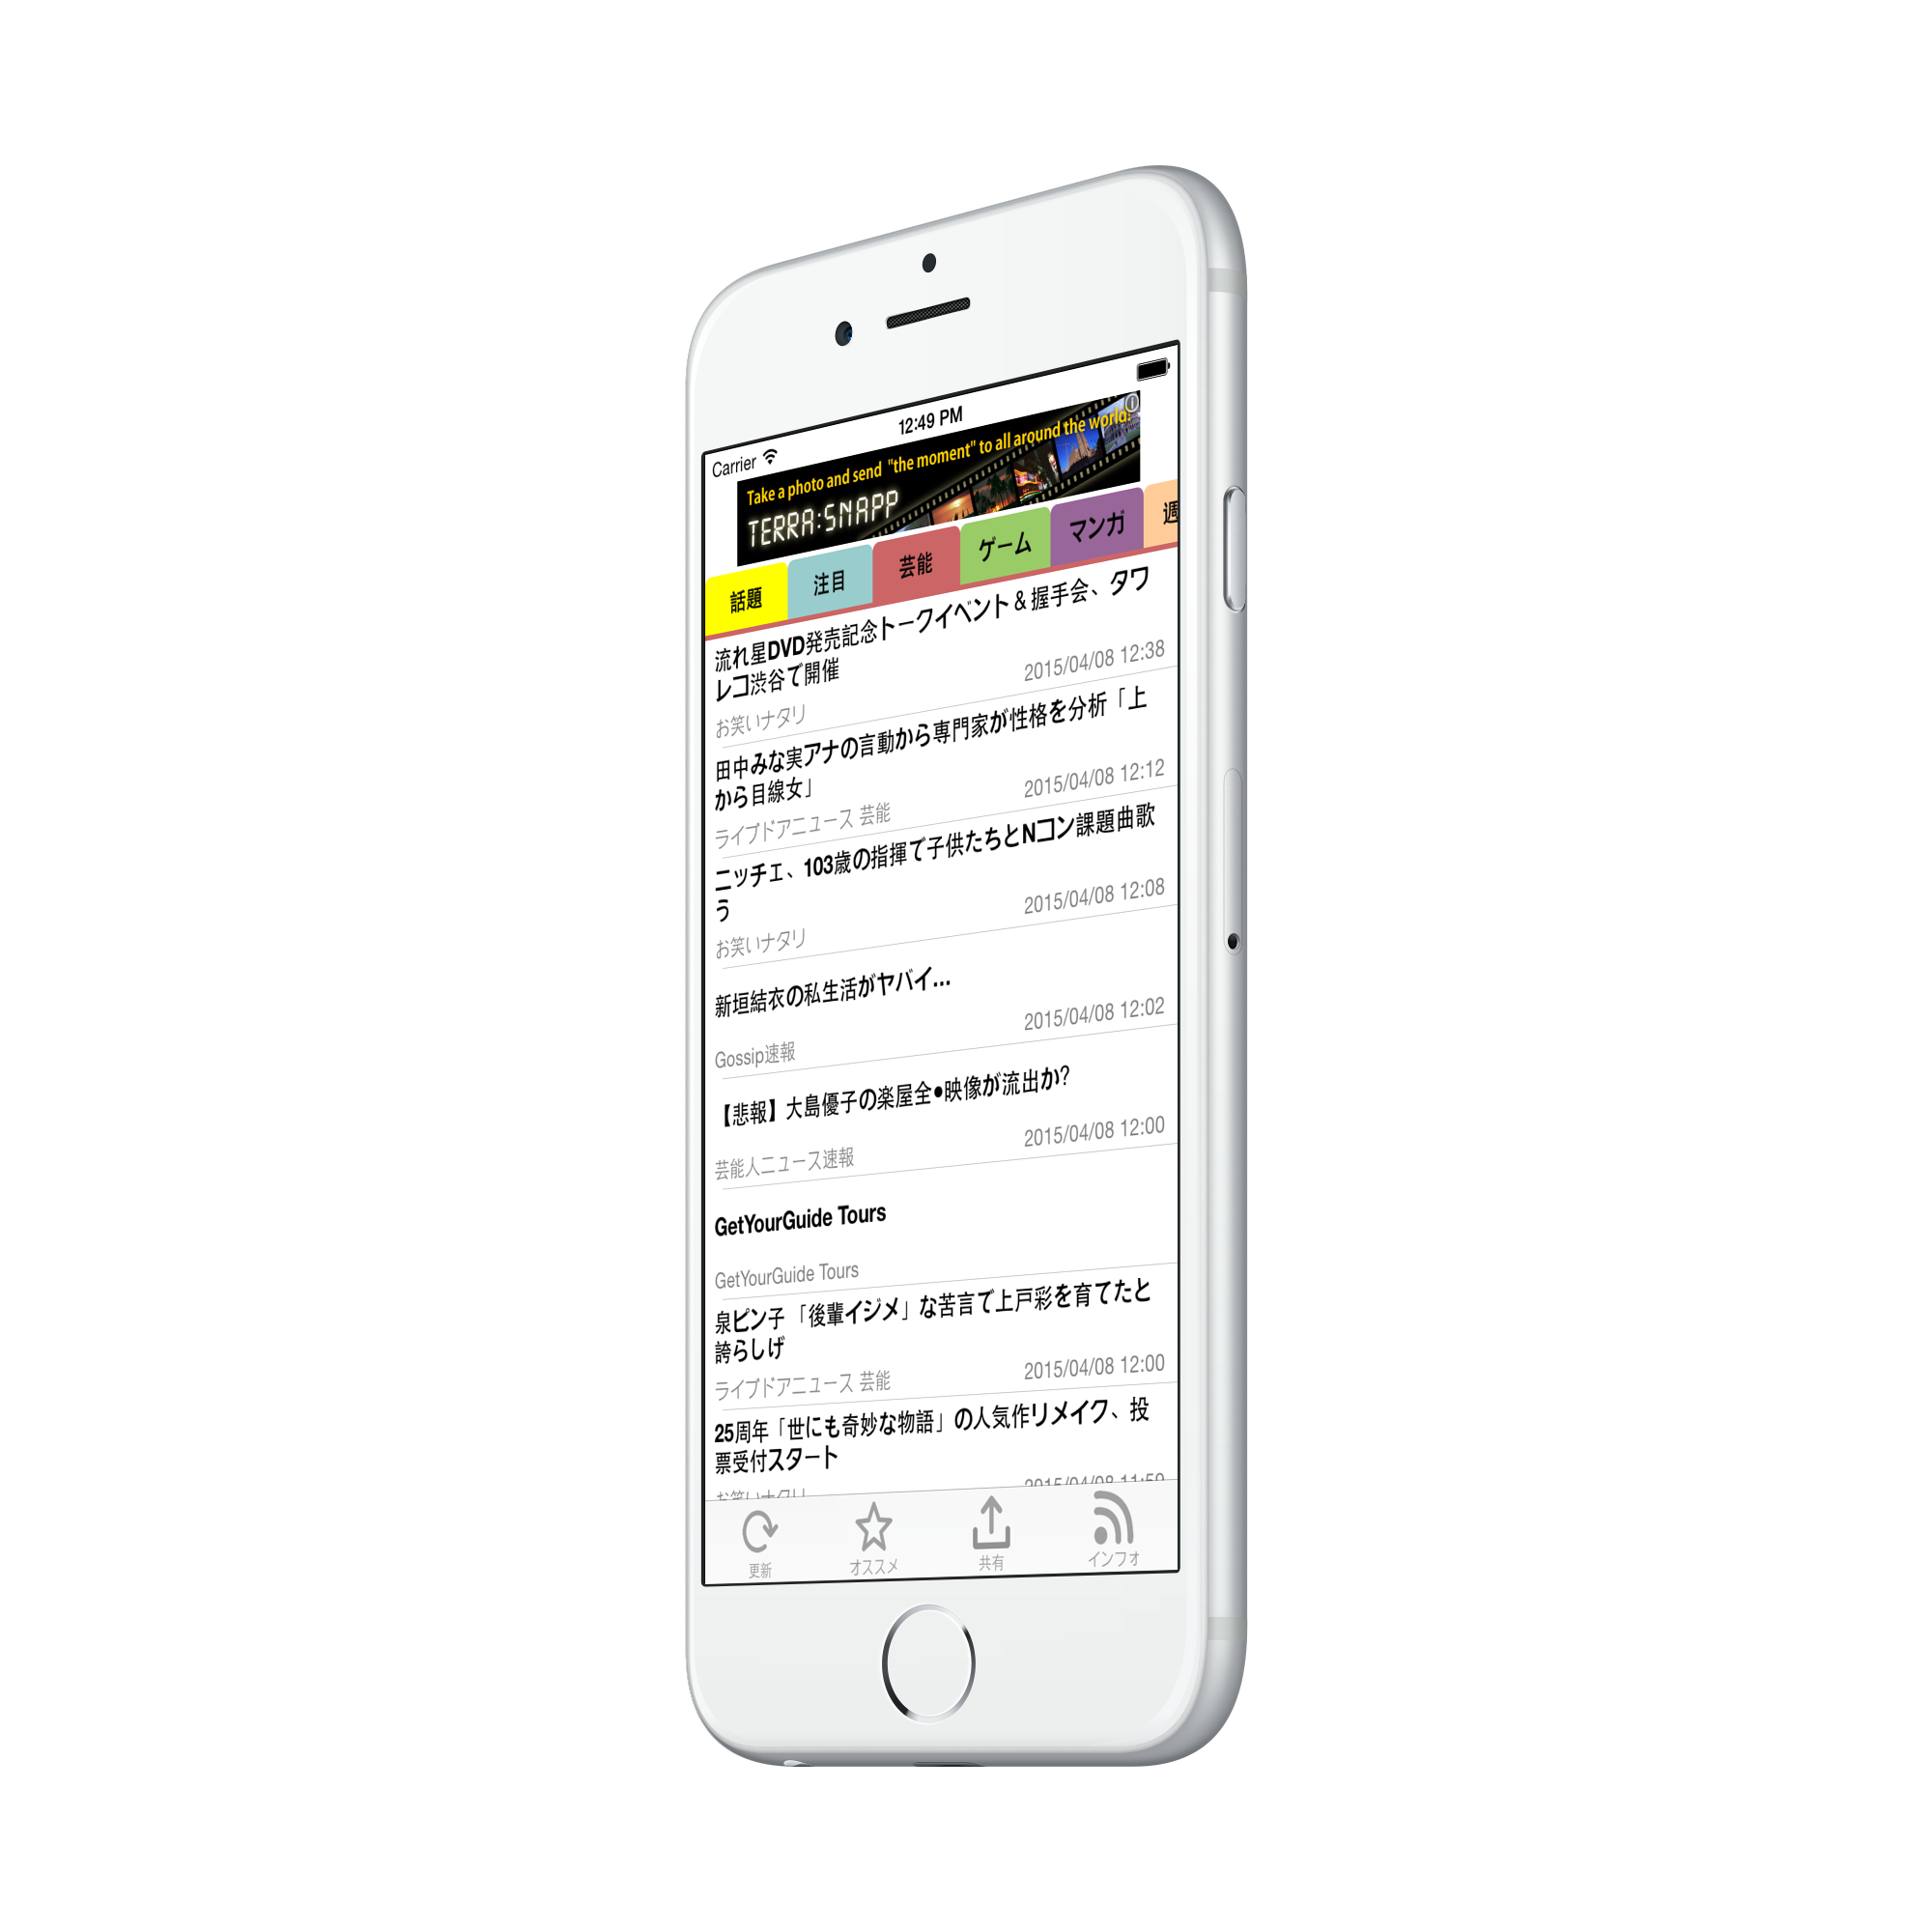 Carrier 12:49 PM
Take a photo and send "the moment" to all around the world!
TERRA:SNAPP
話題 注目 芸能 ゲーム マンガ 週
流れ星DVD発売記念トークイベント＆握手会、タワ
レコ渋谷で開催
お笑いナタリ 2015/04/08 12:38
田中みな実アナの言動から専門家が性格を分析「上
から目線女」
ライブドアニュース 芸能 2015/04/08 12:12
ニッチェ、103歳の指揮で子供たちとNコン課題曲歌
う
お笑いナタリ 2015/04/08 12:08
新垣結衣の私生活がヤバイ...
Gossip速報 2015/04/08 12:02
【悲報】大島優子の楽屋全●映像が流出か?
芸能人ニュース速報 2015/04/08 12:00
GetYourGuide Tours
GetYourGuide Tours
泉ピン子「後輩イジメ」な苦言で上戸彩を育てたと
誇らしげ
ライブドアニュース 芸能 2015/04/08 12:00
25周年「世にも奇妙な物語」の人気作リメイク、投
票受付スタート
お笑いナタリ 2015/04/08 11:59
更新 オススメ 共有 インフォ